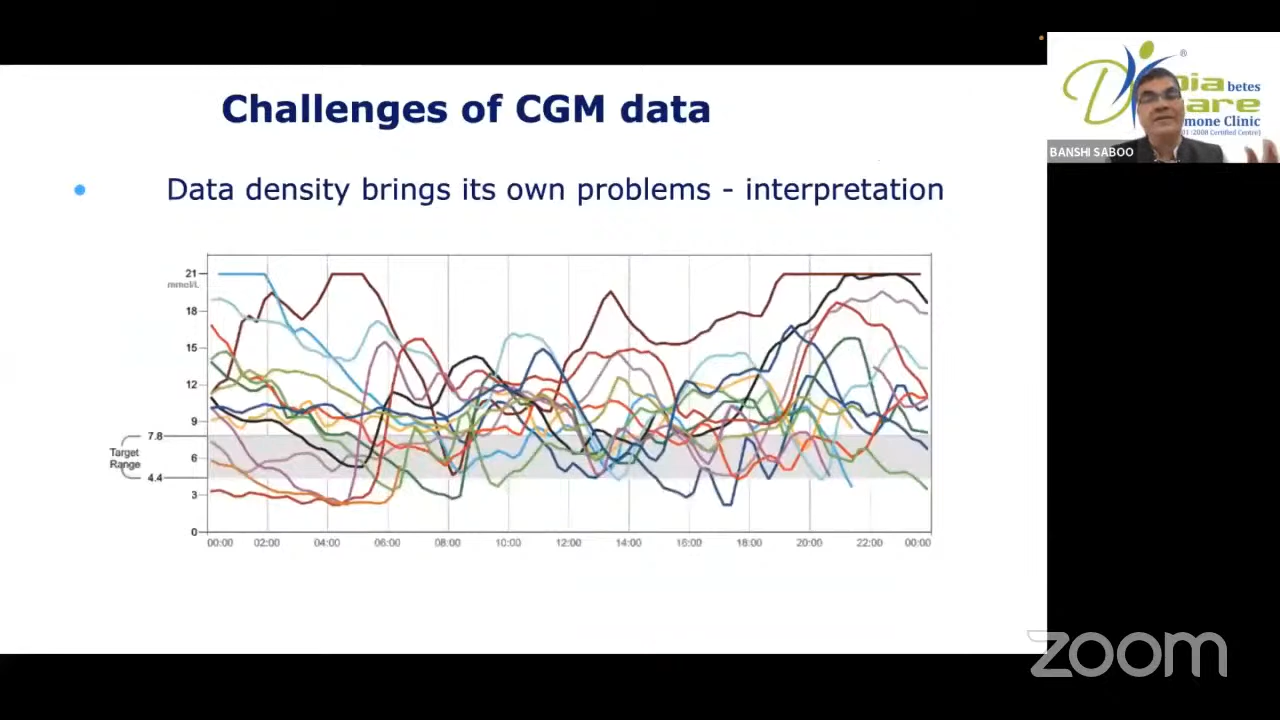 Challenges of CGM data
• Data density brings its own problems - interpretation
21
mmol/L
18
15
12
9
7.8
Target
Range
6
4.4
3
0
00:00 02:00 04:00 06:00 08:00 10:00 12:00 14:00 16:00 18:00 20:00 22:00 00:00
D
®
ia betes
are
mone Clinic
BANSHI SABOO
zoom